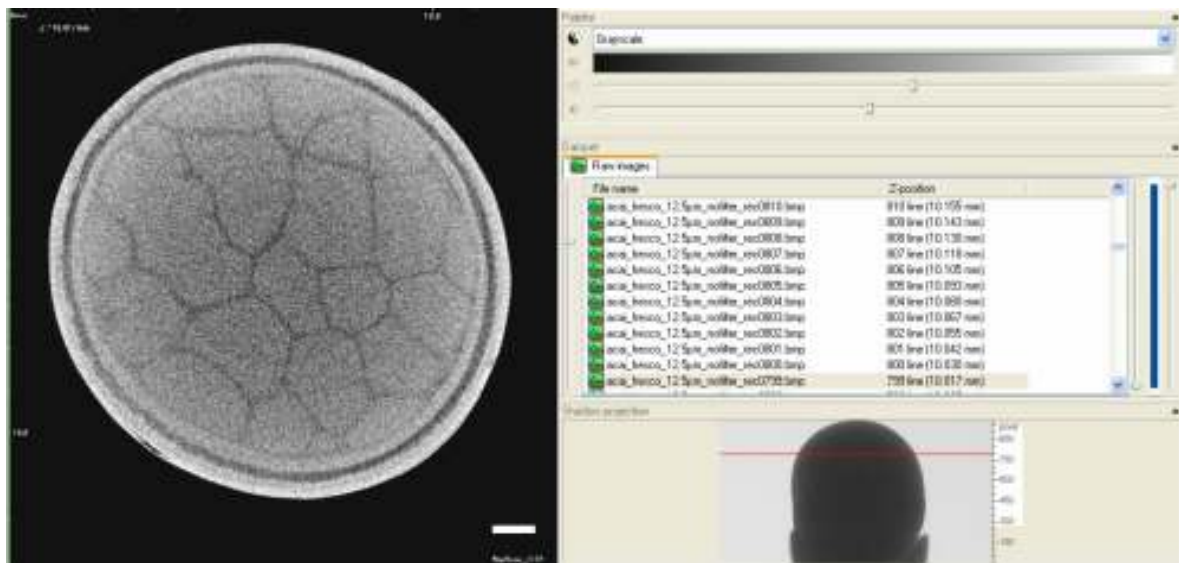 Palette
Grayscale
Dataset
Raw images
File name Z-position
acai_fresco_12.5µm_nofilter_rec0810.bmp 810 line (10.155 mm)
acai_fresco_12.5µm_nofilter_rec0809.bmp 809 line (10.143 mm)
acai_fresco_12.5µm_nofilter_rec0808.bmp 808 line (10.130 mm)
acai_fresco_12.5µm_nofilter_rec0807.bmp 807 line (10.118 mm)
acai_fresco_12.5µm_nofilter_rec0806.bmp 806 line (10.105 mm)
acai_fresco_12.5µm_nofilter_rec0805.bmp 805 line (10.093 mm)
acai_fresco_12.5µm_nofilter_rec0804.bmp 804 line (10.080 mm)
acai_fresco_12.5µm_nofilter_rec0803.bmp 803 line (10.067 mm)
acai_fresco_12.5µm_nofilter_rec0802.bmp 802 line (10.055 mm)
acai_fresco_12.5µm_nofilter_rec0801.bmp 801 line (10.042 mm)
acai_fresco_12.5µm_nofilter_rec0800.bmp 800 line (10.030 mm)
acai_fresco_12.5µm_nofilter_rec0799.bmp 799 line (10.017 mm)
Shadow projection